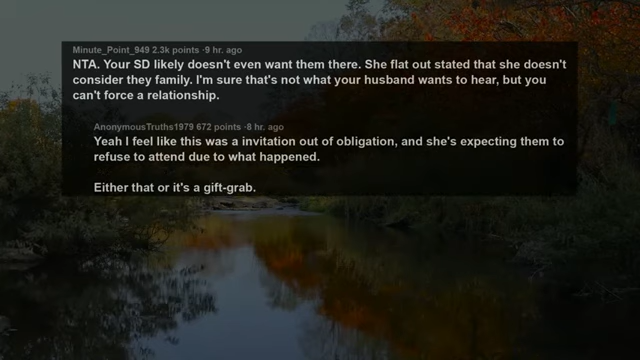 Minute_Point_949 2.3k points ·9 hr. ago
NTA. Your SD likely doesn't even want them there. She flat out stated that she doesn't
consider they family. I'm sure that's not what your husband wants to hear, but you
can't force a relationship.
AnonymousTruths1979 672 points ·8 hr. ago
Yeah I feel like this was a invitation out of obligation, and she's expecting them to
refuse to attend due to what happened.
Either that or it's a gift-grab.